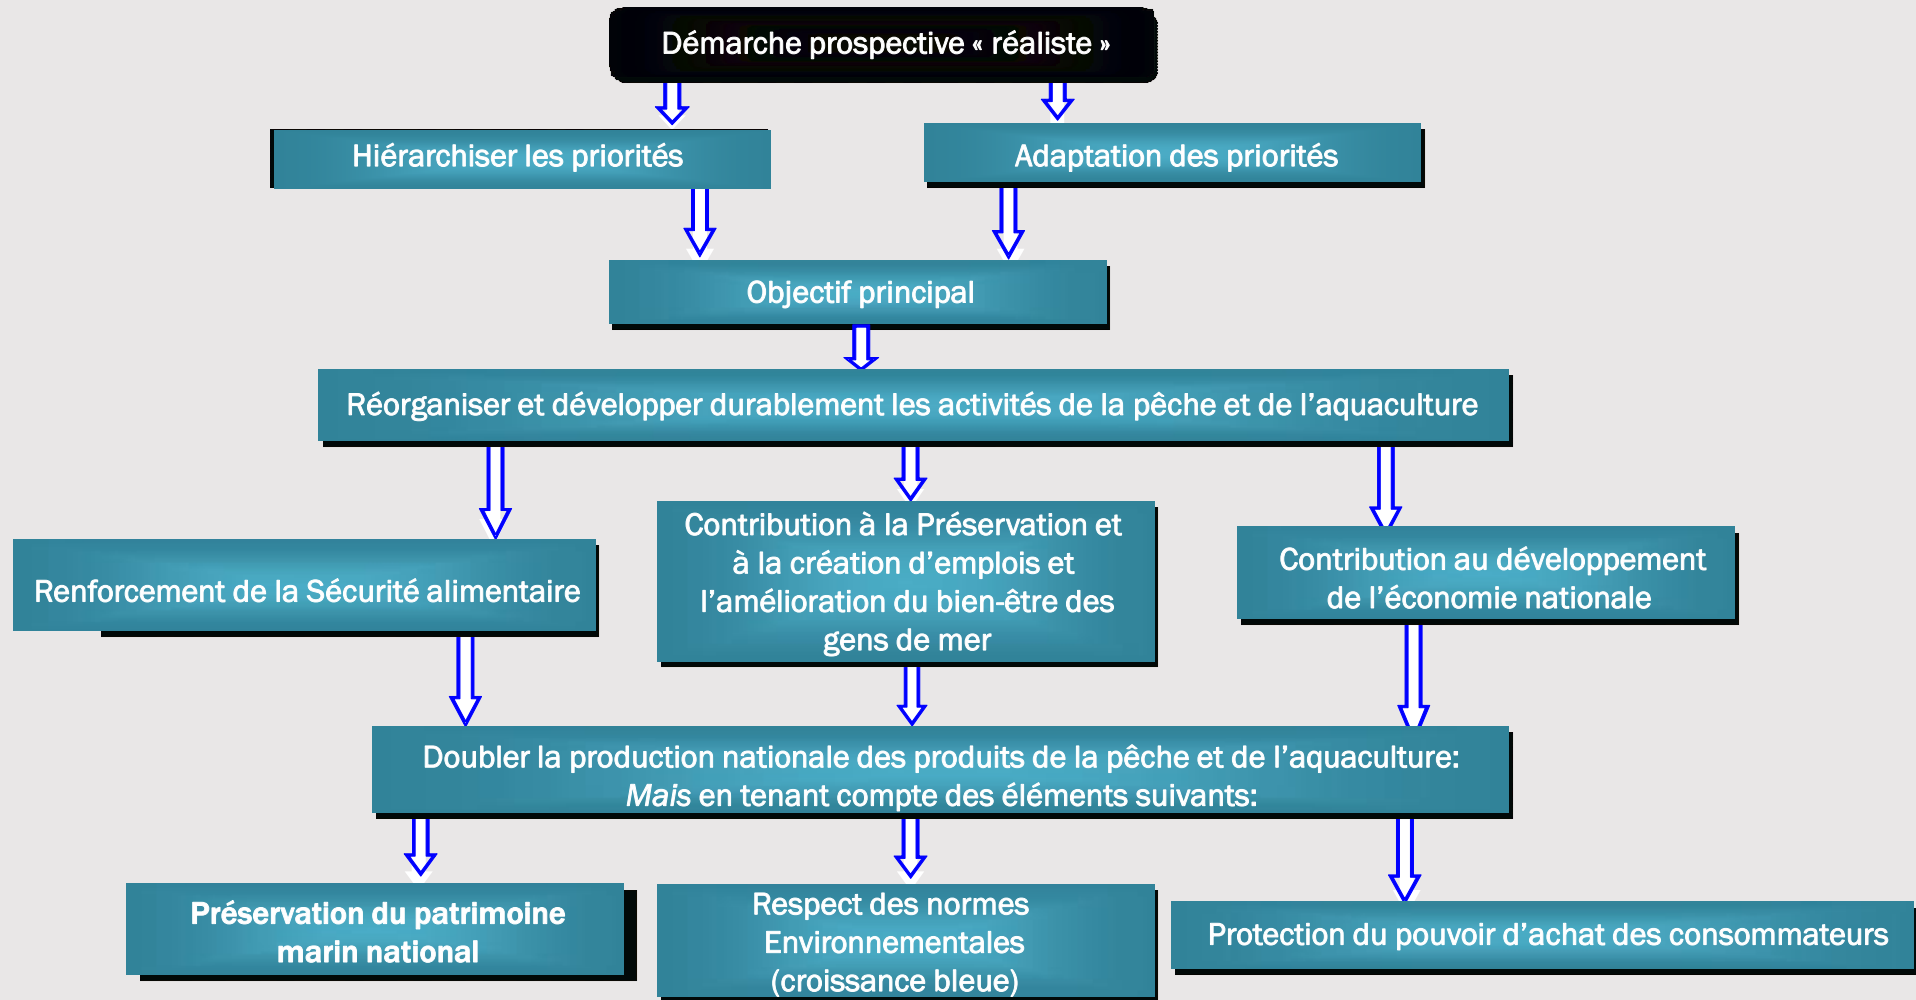 Démarche prospective « réaliste »
Hiérarchiser les priorités
Adaptation des priorités
Objectif principal
Réorganiser et développer durablement les activités de la pêche et de l’aquaculture
Renforcement de la Sécurité alimentaire
Contribution à la Préservation et
à la création d’emplois et
l’amélioration du bien-être des
gens de mer
Contribution au développement
de l’économie nationale
Doubler la production nationale des produits de la pêche et de l’aquaculture:
Mais en tenant compte des éléments suivants:
Préservation du patrimoine
marin national
Respect des normes
Environnementales
(croissance bleue)
Protection du pouvoir d’achat des consommateurs